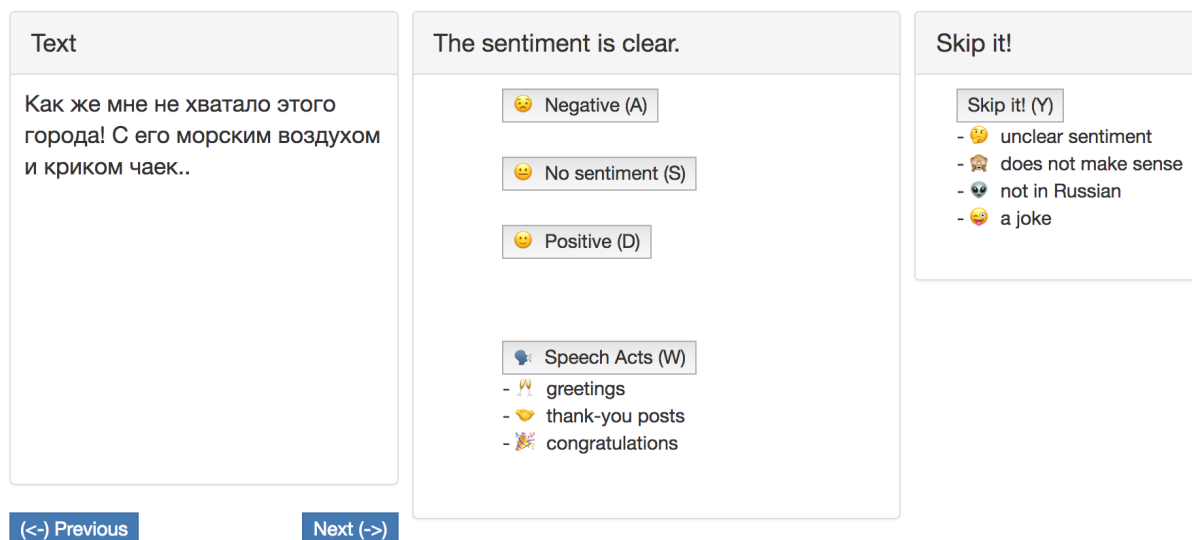 Text
Как же мне не хватало этого
города! С его морским воздухом
и криком чаек..
(<-) Previous
Next (->)
The sentiment is clear.
Negative (A)
No sentiment (S)
Positive (D)
Speech Acts (W)
- greetings
- thank-you posts
- congratulations
Skip it!
Skip it! (Y)
- unclear sentiment
- does not make sense
- not in Russian
- a joke